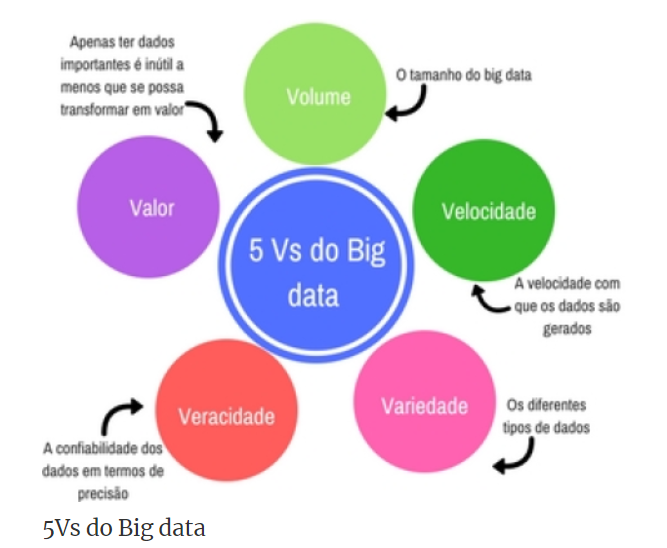 Apenas ter dados
importantes é inútil a
menos que se possa
transformar em valor
Volume
O tamanho do big data
Valor
Velocidade
5 Vs do Big
data
A velocidade com
que os dados são
gerados
Veracidade
Variedade
Os diferentes
tipos de dados
A confiabilidade dos
dados em termos de
precisão
5Vs do Big data